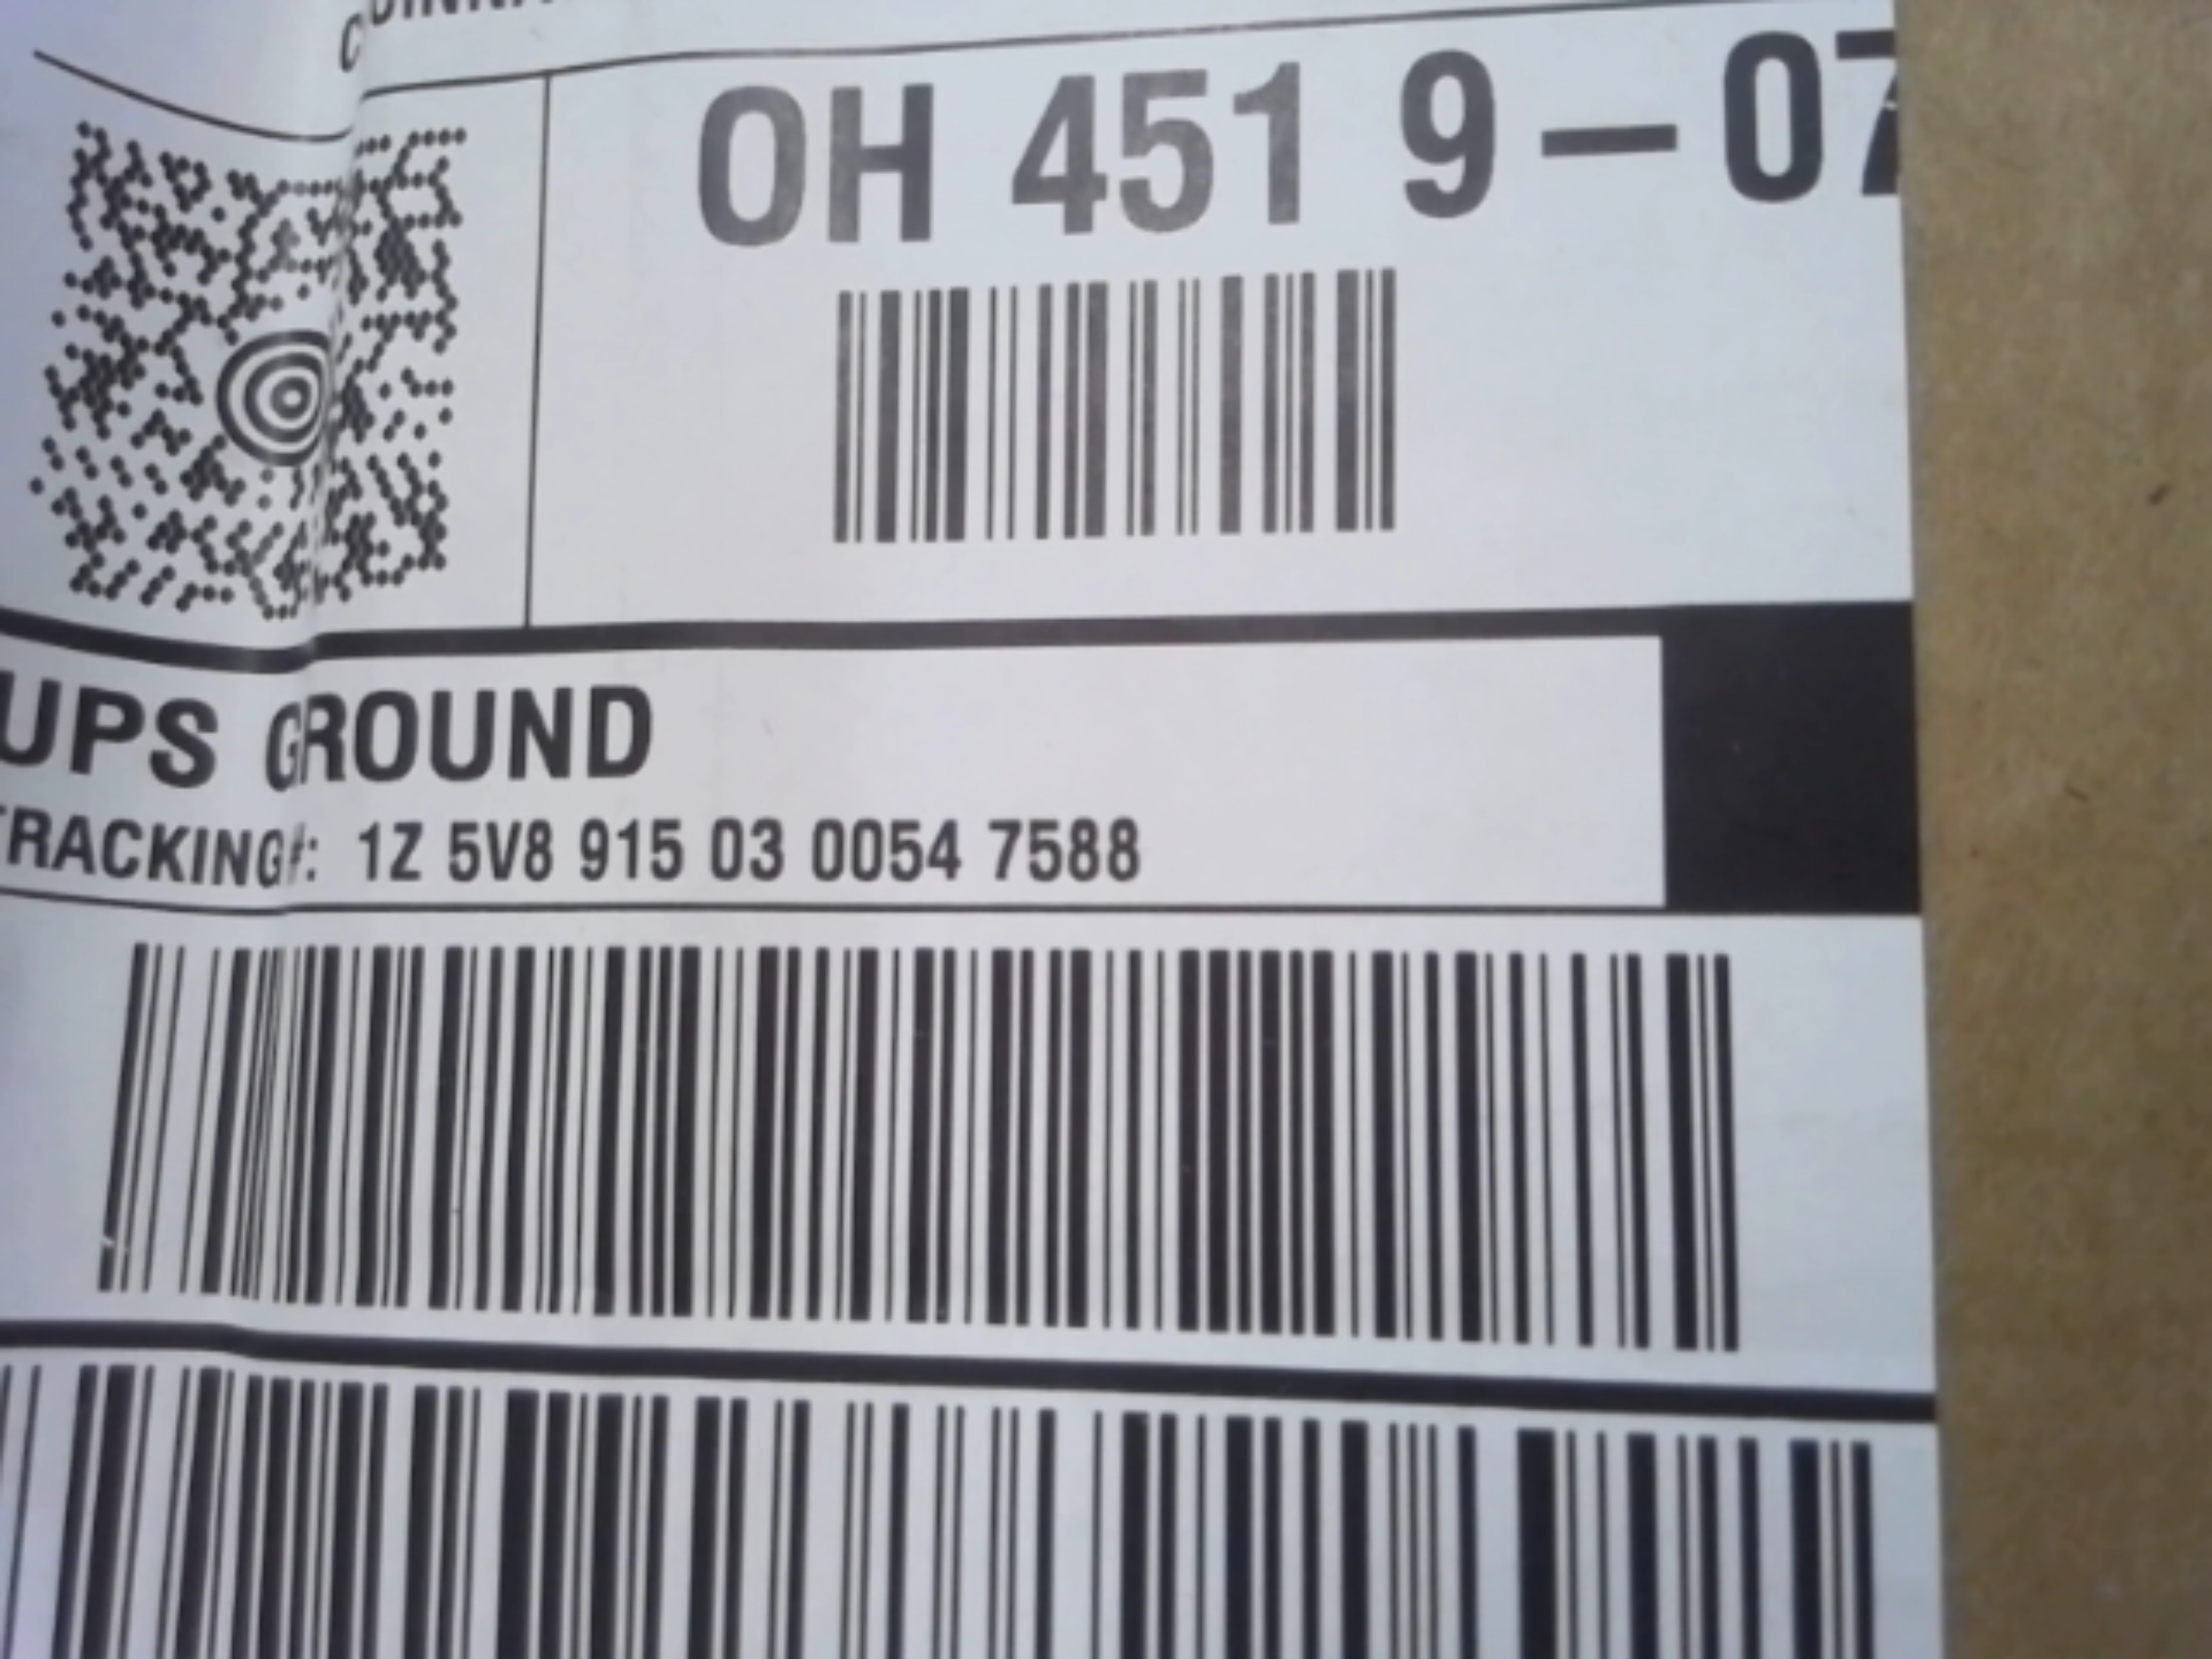 OH 451 9-07
UPS GROUND
TRACKING#: 1Z 5V8 915 03 0054 7588